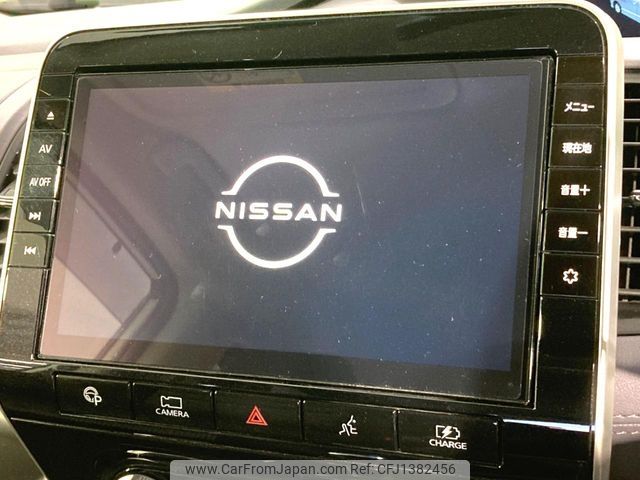 メニュー
AV
現在地
AV OFF
音量+
音量-
NISSAN
P
CAMERA
CHARGE
www.CarFromJapan.com Ref:CFJ1382456